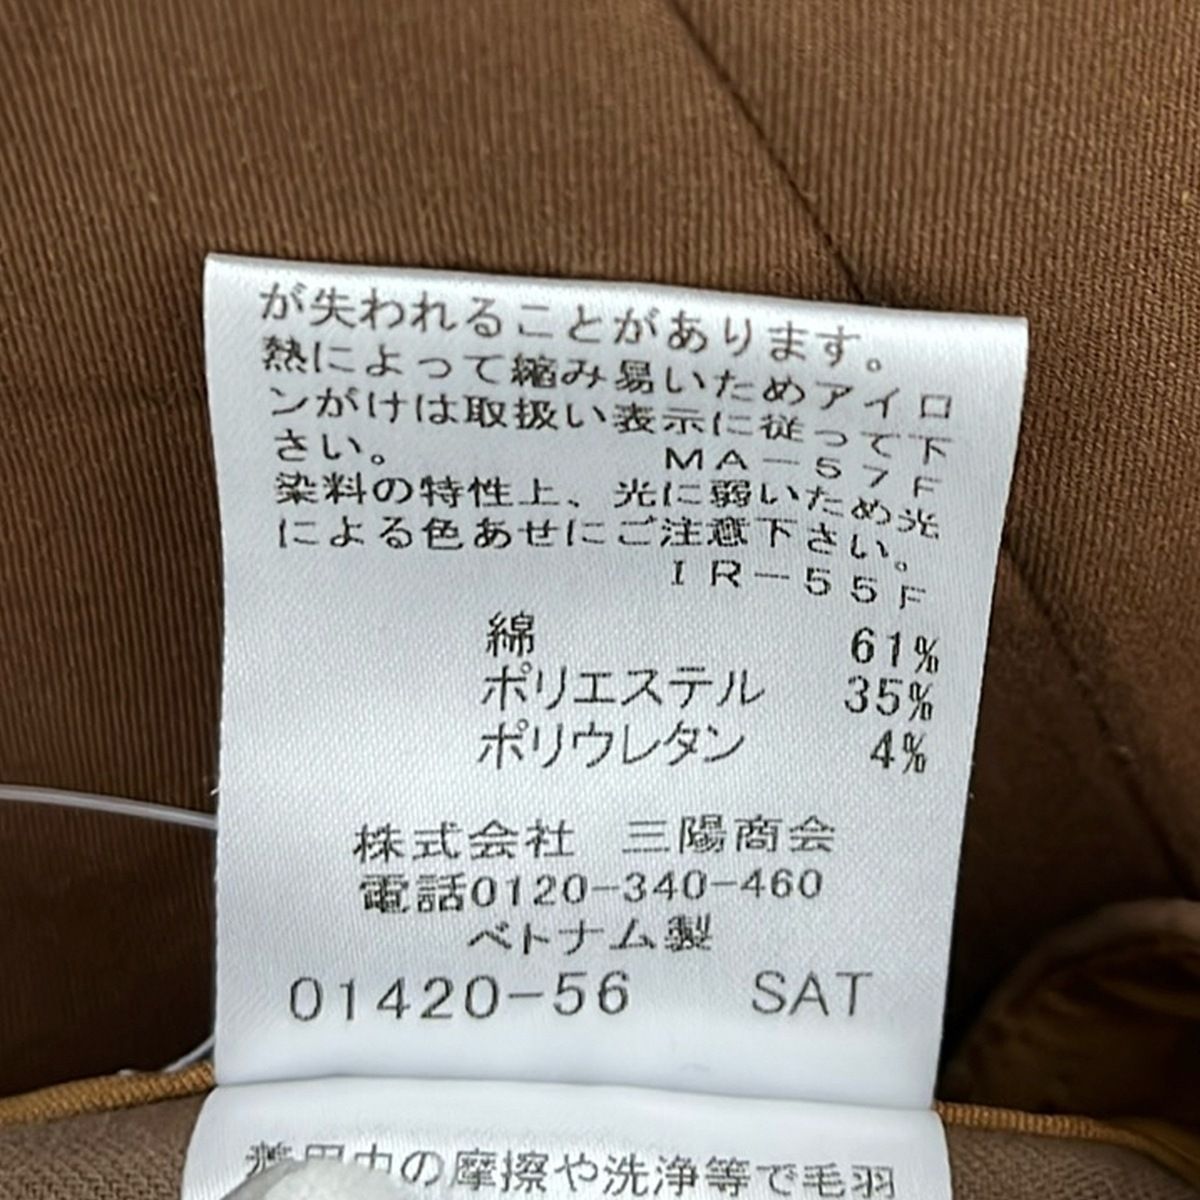 が失われることがあります。
熱によって縮み易いためアイロ
ンがけは取扱い表示に従って下
さい。 MA-57F
染料の特性上、光に弱いため光
による色あせにご注意下さい。
IR-55F
綿 61%
ポリエステル 35%
ポリウレタン 4%
株式会社 三陽商会
電話0120-340-460
ベトナム製
01420-56 SAT
着用中の摩擦や洗浄等で毛羽